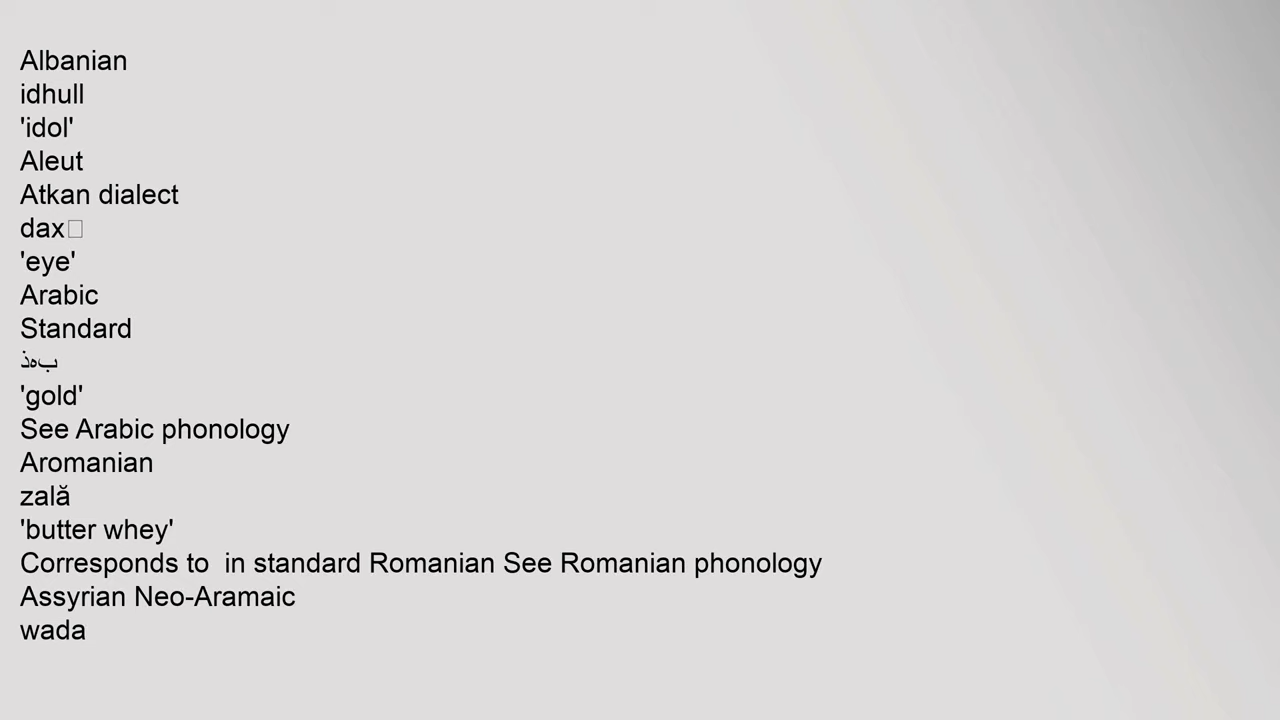 Albanian
idhull
'idol'
Aleut
Atkan dialect
dax□
'eye'
Arabic
Standard
ذهب
'gold'
See Arabic phonology
Aromanian
zală
'butter whey'
Corresponds to  in standard Romanian See Romanian phonology
Assyrian Neo-Aramaic
wada